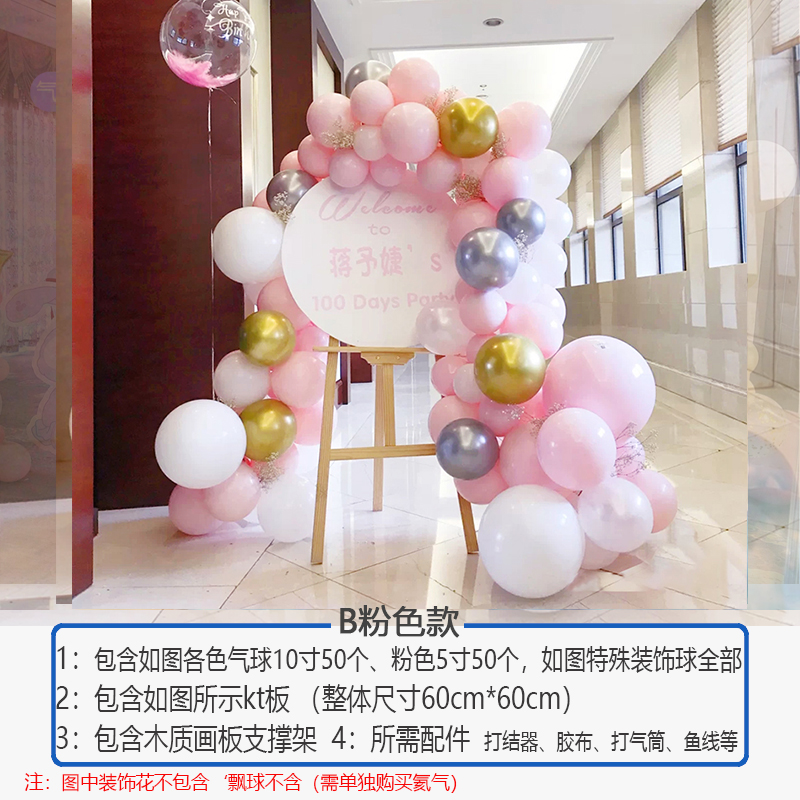 Welcome
to
蒋予婕's
100 Days Party
B粉色款
1：包含如图各色气球10寸50个、粉色5寸50个，如图特殊装饰球全部
2：包含如图所示kt板 （整体尺寸60cm*60cm）
3：包含木质画板支撑架 4：所需配件 打结器、胶布、打气筒、鱼线等
注：图中装饰花不包含‘飘球不含（需单独购买氦气）